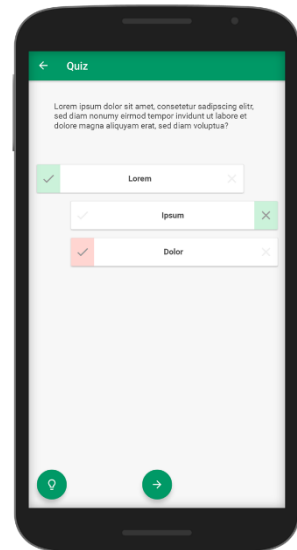 Quiz
Lorem ipsum dolor sit amet, consetetur sadipscing elitr,
sed diam nonumy eirmod tempor invidunt ut labore et
dolore magna aliquyam erat, sed diam voluptua?
Lorem
Ipsum
Dolor